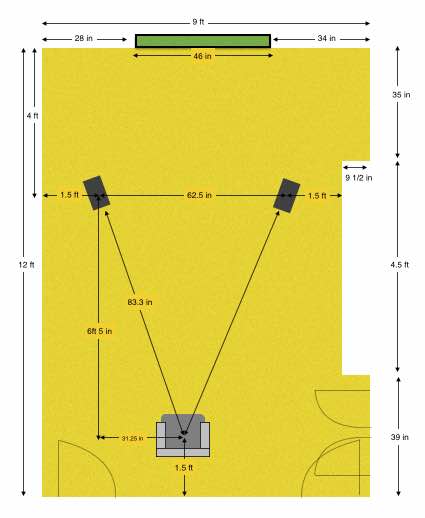 9 ft
28 in
34 in
46 in
4 ft
35 in
9 1/2 in
1.5 ft
62.5 in
1.5 ft
12 ft
4.5 ft
83.3 in
6ft 5 in
31.25 in
39 in
1.5 ft